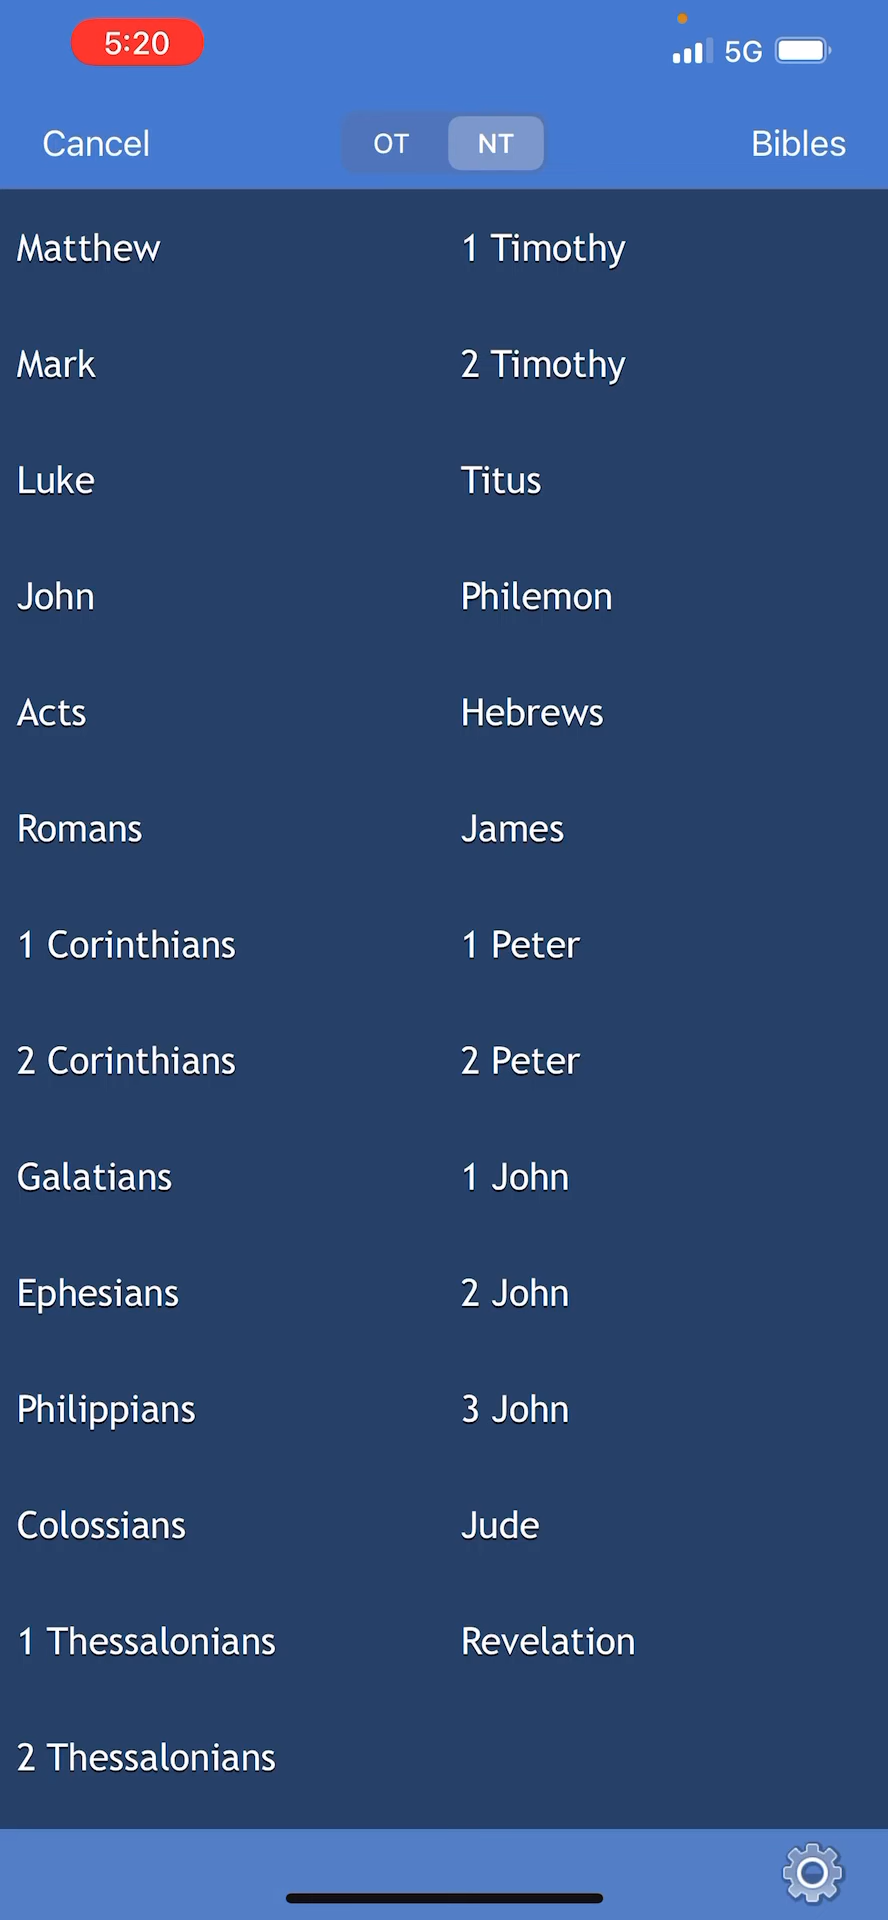 5:20
5G
Cancel
OT
NT
Bibles
Matthew
Mark
Luke
John
Acts
Romans
1 Corinthians
2 Corinthians
Galatians
Ephesians
Philippians
Colossians
1 Thessalonians
2 Thessalonians
1 Timothy
2 Timothy
Titus
Philemon
Hebrews
James
1 Peter
2 Peter
1 John
2 John
3 John
Jude
Revelation